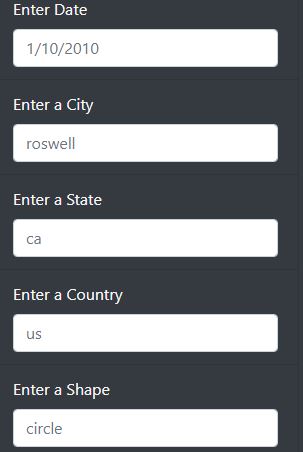 Enter Date
1/10/2010
Enter a City
roswell
Enter a State
ca
Enter a Country
us
Enter a Shape
circle